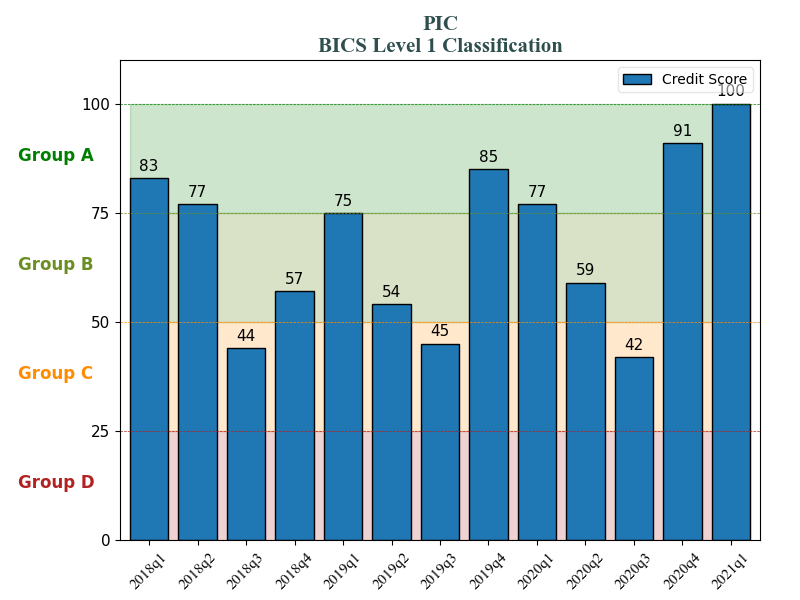 PIC
BICS Level 1 Classification
Credit Score
100
100
Group A
91
85
83
77
77
75
75
Group B
59
57
54
50
45
44
42
Group C
25
Group D
0
2018q1
2018q2
2018q3
2018q4
2019q1
2019q2
2019q3
2019q4
2020q1
2020q2
2020q3
2020q4
2021q1